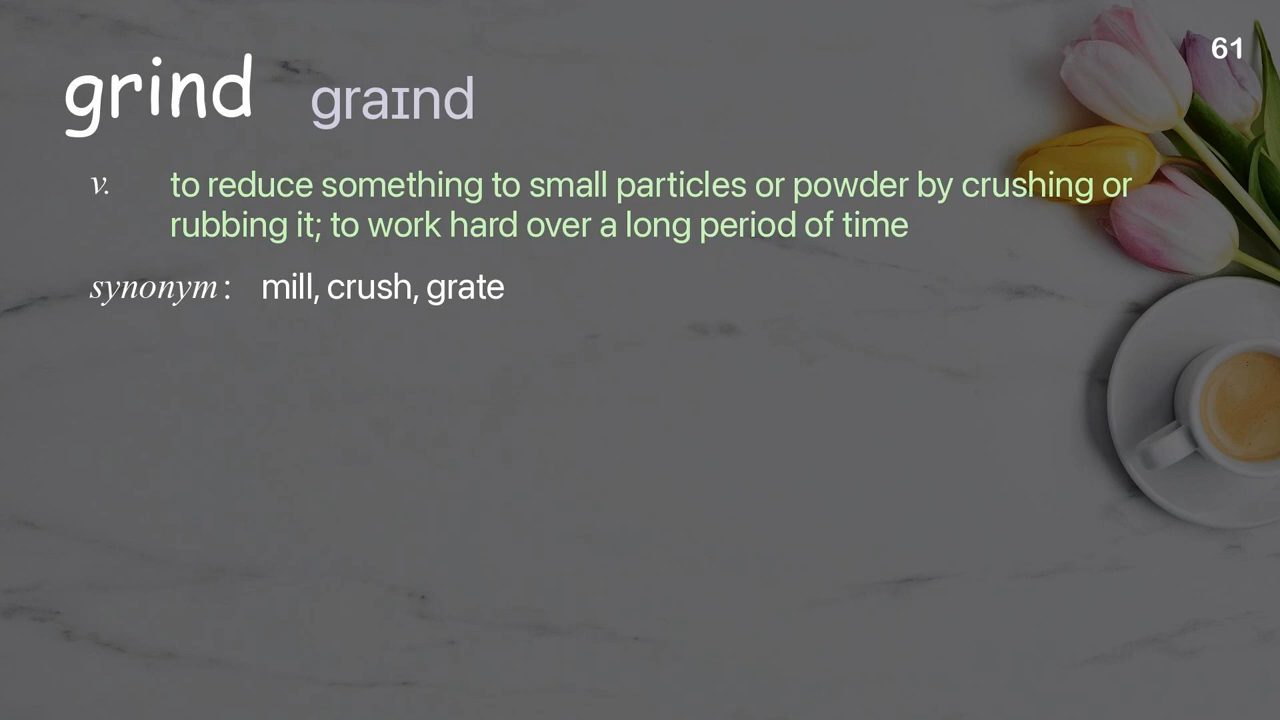 61
grind graɪnd
v. to reduce something to small particles or powder by crushing or
rubbing it; to work hard over a long period of time
synonym: mill, crush, grate